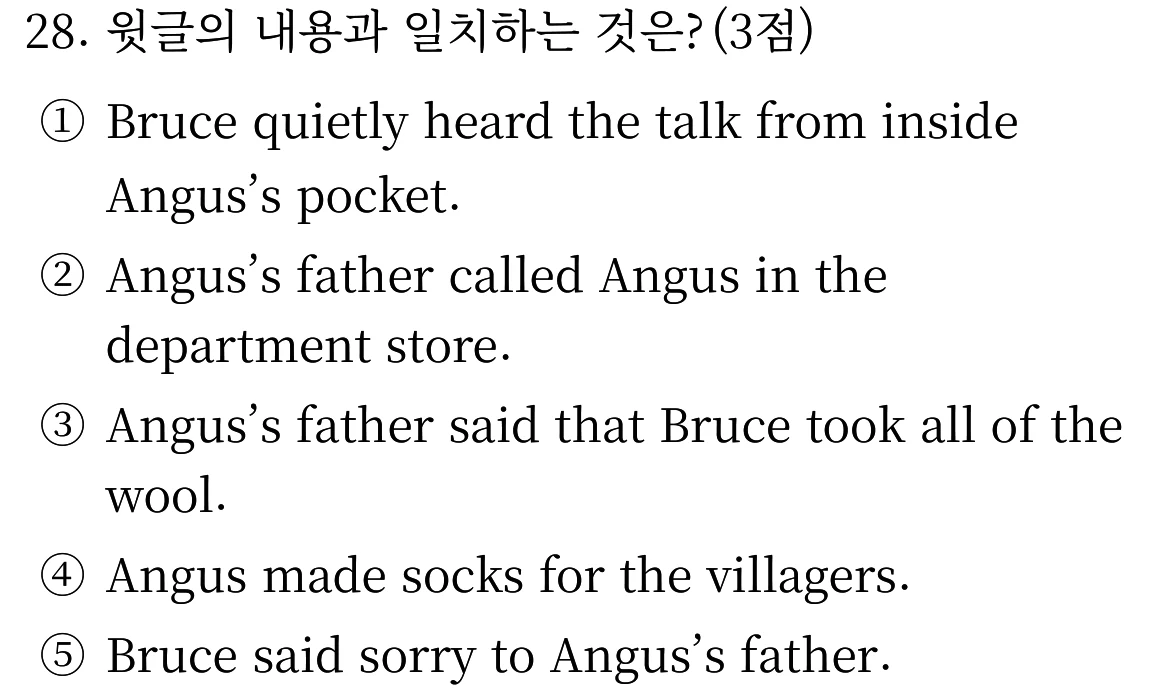 28. 윗글의 내용과 일치하는 것은?(3점)
① Bruce quietly heard the talk from inside
Angus’s pocket.
② Angus’s father called Angus in the
department store.
③ Angus’s father said that Bruce took all of the
wool.
④ Angus made socks for the villagers.
⑤ Bruce said sorry to Angus’s father.